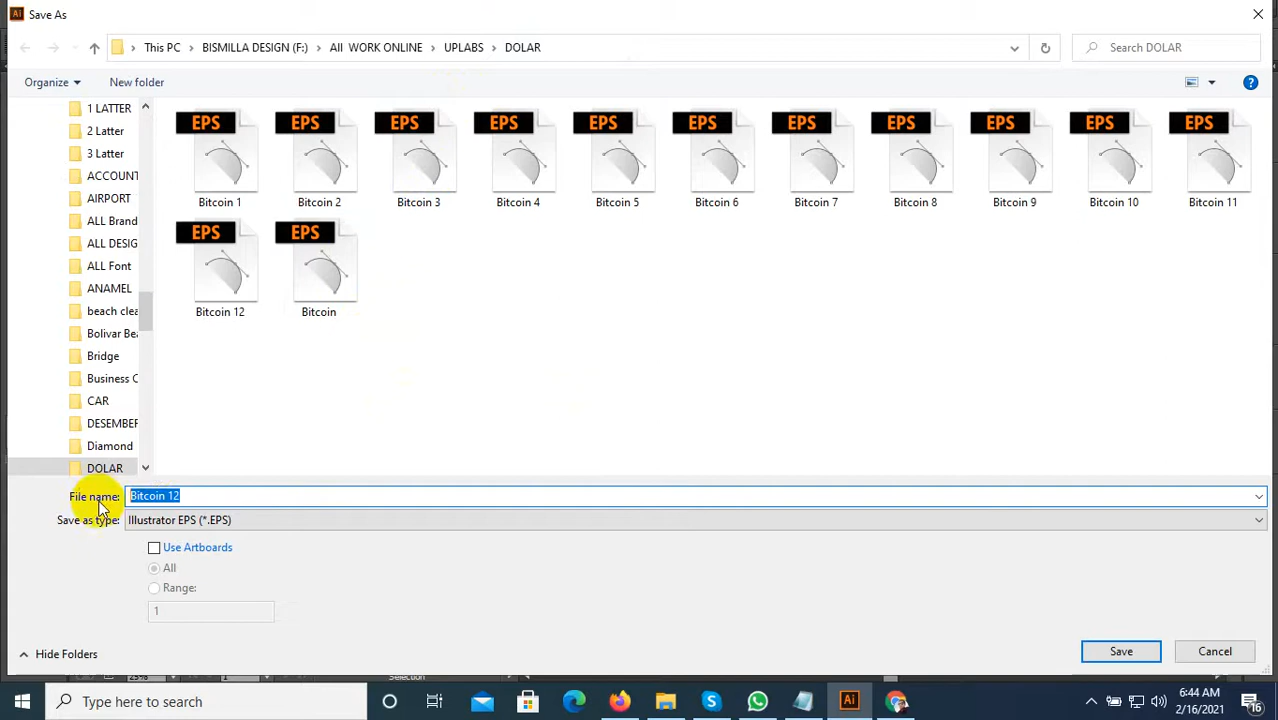 Ai Save As
This PC > BISMILLA DESIGN (F:) > All WORK ONLINE > UPLABS > DOLAR
Search DOLAR
Organize
New folder
1 LATTER
2 Latter
3 Latter
ACCOUNT
AIRPORT
ALL Brand
ALL DESIG
ALL Font
ANAMEL
beach clea
Bolivar Bea
Bridge
Business C
CAR
DESEMBER
Diamond
DOLAR
EPS EPS EPS EPS EPS EPS EPS EPS EPS EPS EPS
Bitcoin 1 Bitcoin 2 Bitcoin 3 Bitcoin 4 Bitcoin 5 Bitcoin 6 Bitcoin 7 Bitcoin 8 Bitcoin 9 Bitcoin 10 Bitcoin 11
EPS EPS
Bitcoin 12 Bitcoin
File name: Bitcoin 12
Save as type: Illustrator EPS (*.EPS)
Use Artboards
All
Range:
1
Hide Folders
Save
Cancel
Selection
Type here to search
Ai
6:44 AM
2/16/2021
16